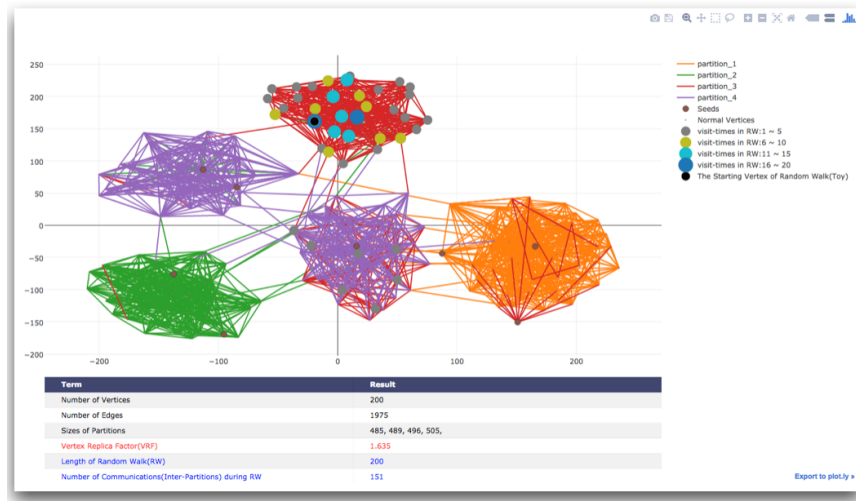 partition_1
partition_2
partition_3
partition_4
Seeds
Normal Vertices
visit-times in RW:1 ~ 5
visit-times in RW:6 ~ 10
visit-times in RW:11 ~ 15
visit-times in RW:16 ~ 20
The Starting Vertex of Random Walk(Toy)
250
200
150
100
50
0
−50
−100
−150
−200
−200 −100 0 100 200
Term Result
Number of Vertices 200
Number of Edges 1975
Sizes of Partitions 485, 489, 496, 505,
Vertex Replica Factor(VRF) 1.635
Length of Random Walk(RW) 200
Number of Communications(Inter-Partitions) during RW 151
Export to plot.ly »